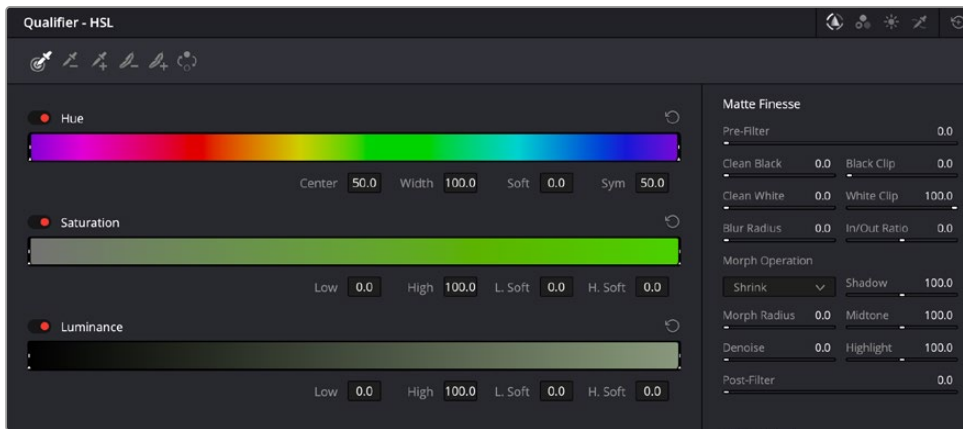 Qualifier - HSL
Hue
Center 50.0 Width 100.0 Soft 0.0 Sym 50.0
Saturation
Low 0.0 High 100.0 L. Soft 0.0 H. Soft 0.0
Luminance
Low 0.0 High 100.0 L. Soft 0.0 H. Soft 0.0
Matte Finesse
Pre-Filter 0.0
Clean Black 0.0 Black Clip 0.0
Clean White 0.0 White Clip 100.0
Blur Radius 0.0 In/Out Ratio 0.0
Morph Operation
Shrink Shadow 100.0
Morph Radius 0.0 Midtone 100.0
Denoise 0.0 Highlight 100.0
Post-Filter 0.0